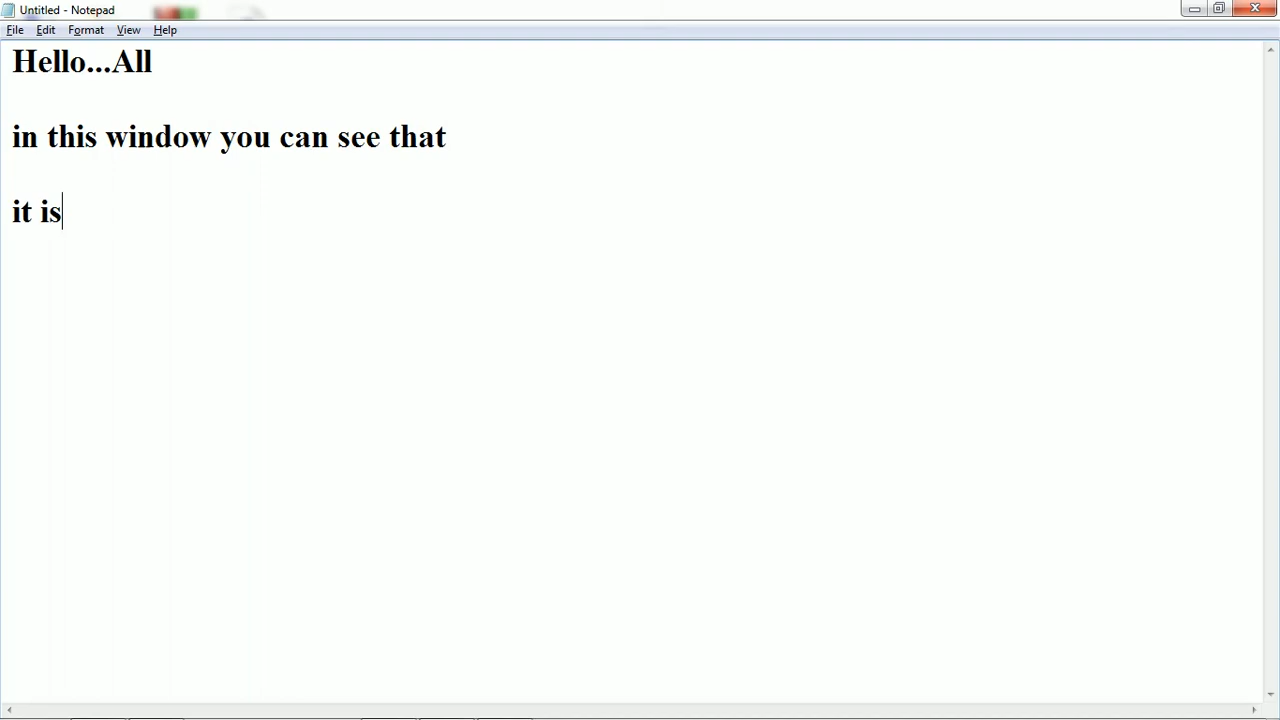 Untitled - Notepad
File Edit Format View Help
Hello...All
in this window you can see that
it is